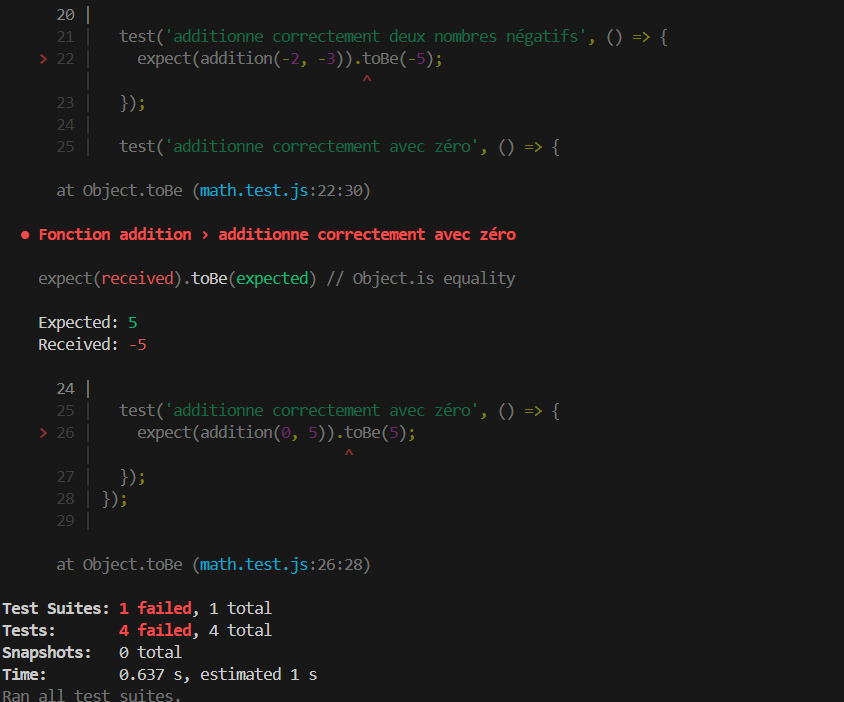 20 |
21 |   test('additionne correctement deux nombres négatifs', () => {
> 22 |     expect(addition(-2, -3)).toBe(-5);
|                              ^
23 |   });
24 |
25 |   test('additionne correctement avec zéro', () => {
at Object.toBe (math.test.js:22:30)
● Fonction addition › additionne correctement avec zéro
expect(received).toBe(expected) // Object.is equality
Expected: 5
Received: -5
24 |
25 |   test('additionne correctement avec zéro', () => {
> 26 |     expect(addition(0, 5)).toBe(5);
|                            ^
27 |   });
28 | });
29 |
at Object.toBe (math.test.js:26:28)
Test Suites: 1 failed, 1 total
Tests:       4 failed, 4 total
Snapshots:   0 total
Time:        0.637 s, estimated 1 s
Ran all test suites.